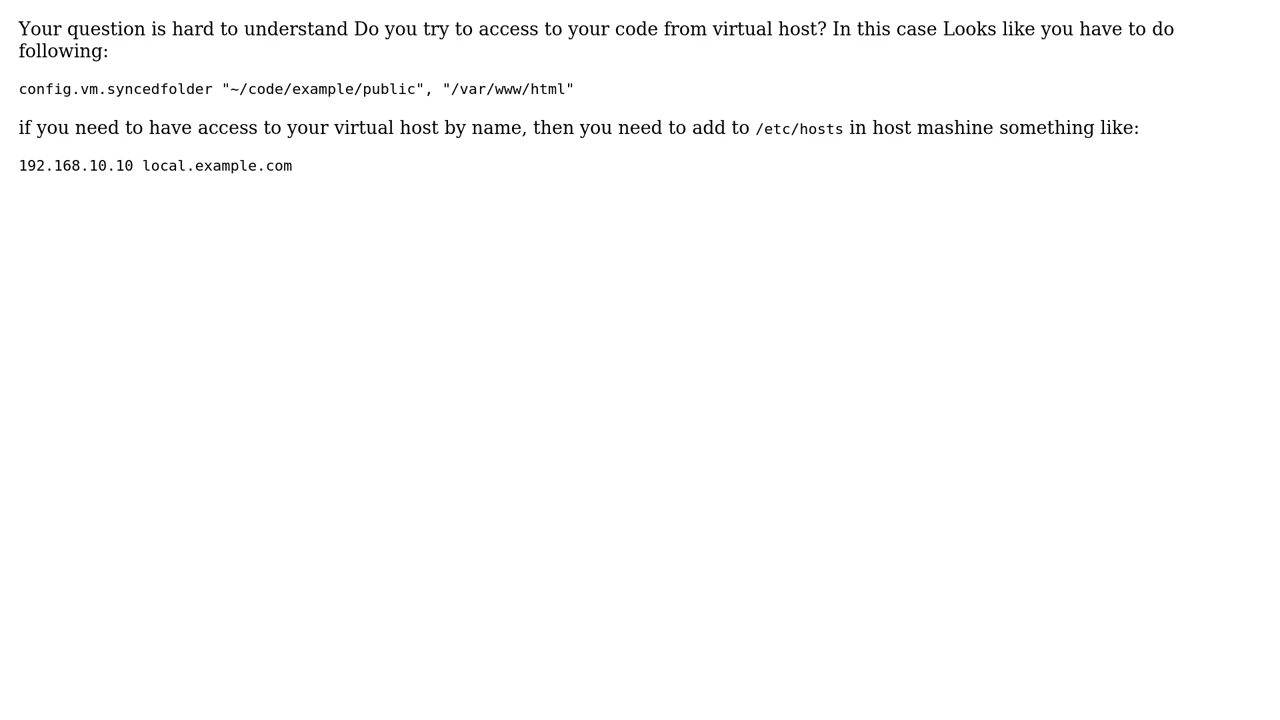 Your question is hard to understand Do you try to access to your code from virtual host? In this case Looks like you have to do
following:
config.vm.syncedfolder "~/code/example/public", "/var/www/html"
if you need to have access to your virtual host by name, then you need to add to /etc/hosts in host mashine something like:
192.168.10.10 local.example.com